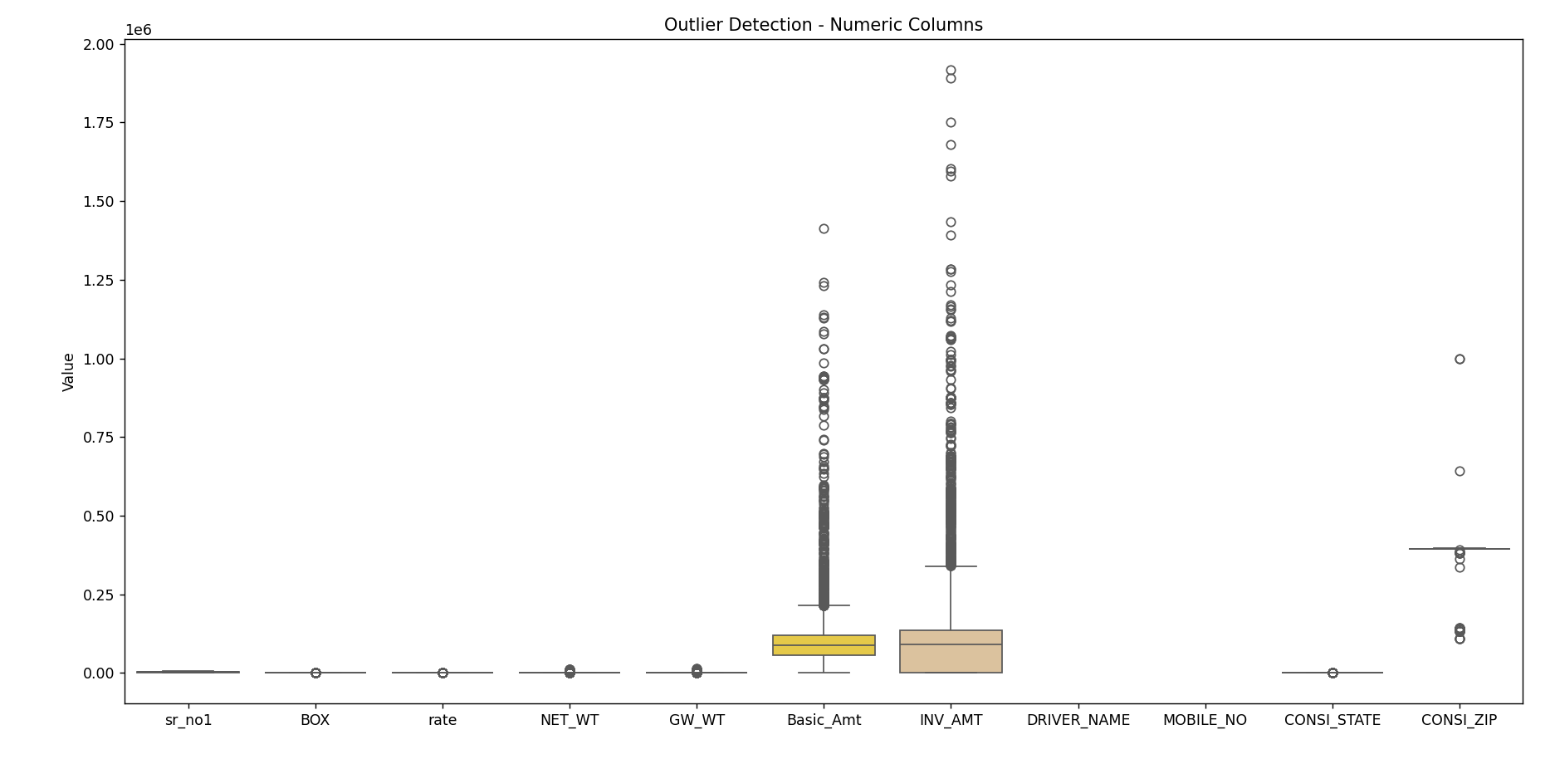 Outlier Detection - Numeric Columns
1e6
2.00
1.75
1.50
1.25
1.00
0.75
0.50
0.25
0.00
Value
sr_no1 BOX rate NET_WT GW_WT Basic_Amt INV_AMT DRIVER_NAME MOBILE_NO CONSI_STATE CONSI_ZIP